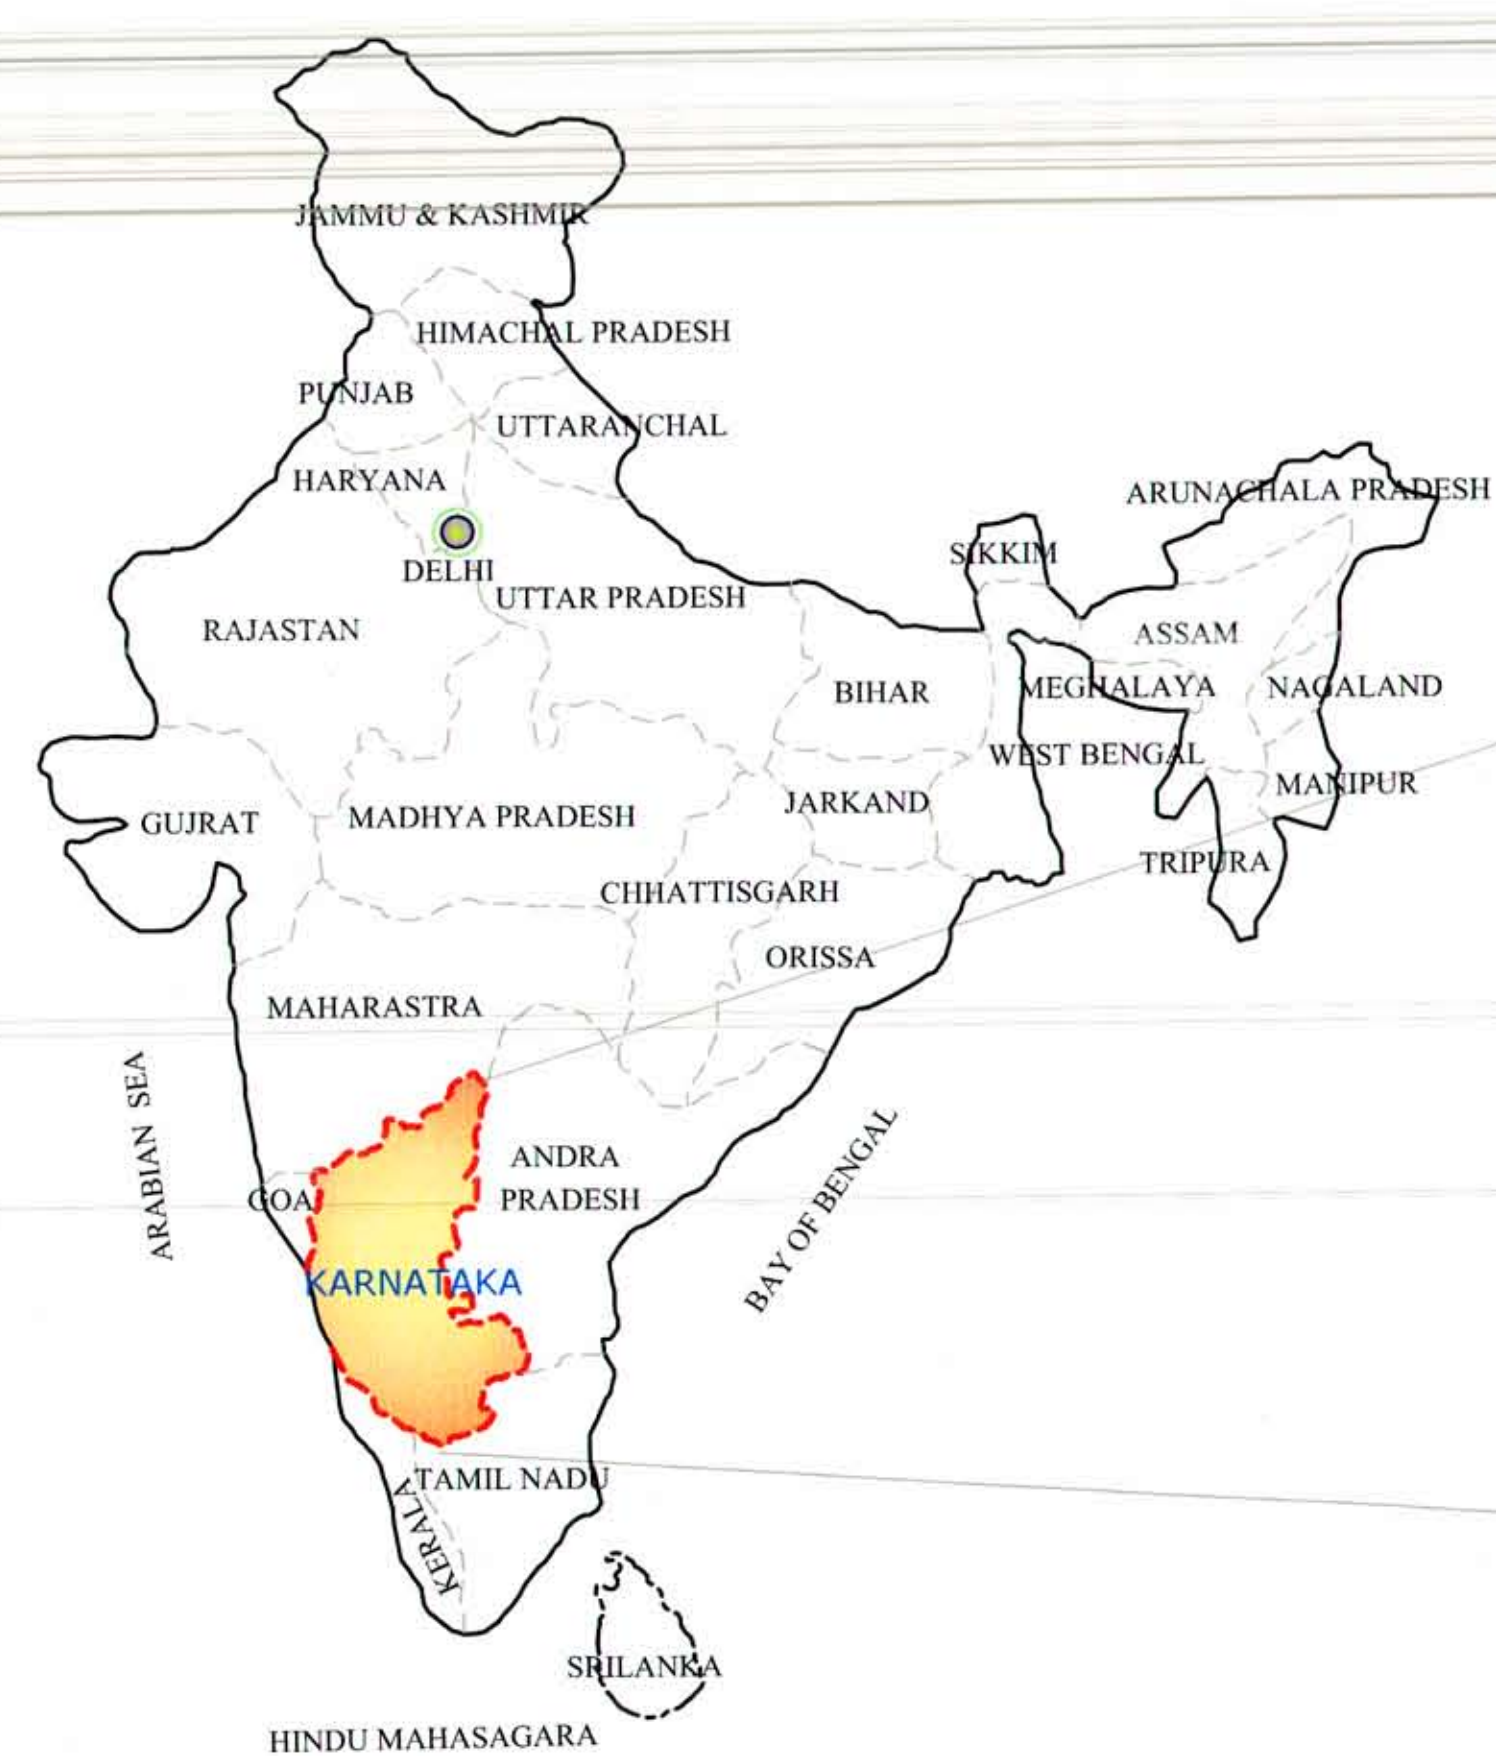 JAMMU & KASHMIR
HIMACHAL PRADESH
PUNJAB
UTTARANCHAL
HARYANA
ARUNACHALA PRADESH
SIKKIM
DELHI
UTTAR PRADESH
RAJASTAN
ASSAM
BIHAR
MEGHALAYA
NAGALAND
WEST BENGAL
MANIPUR
JARKAND
MADHYA PRADESH
GUJRAT
TRIPURA
CHHATTISGARH
ORISSA
MAHARASTRA
ARABIAN SEA
ANDRA
PRADESH
GOA
BAY OF BENGAL
KARNATAKA
TAMIL NADU
KERALA
SRILANKA
HINDU MAHASAGARA